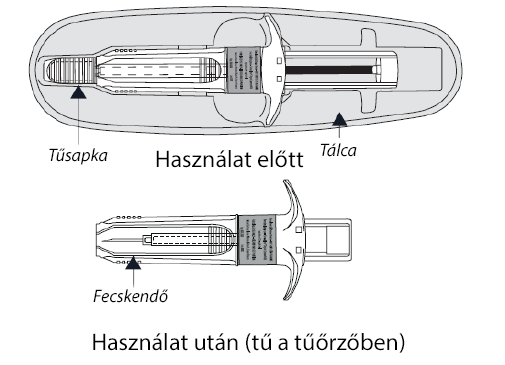 Tűsapka
Használat előtt
Tálca
Fecskendő
Használat után (tű a tűőrzőben)